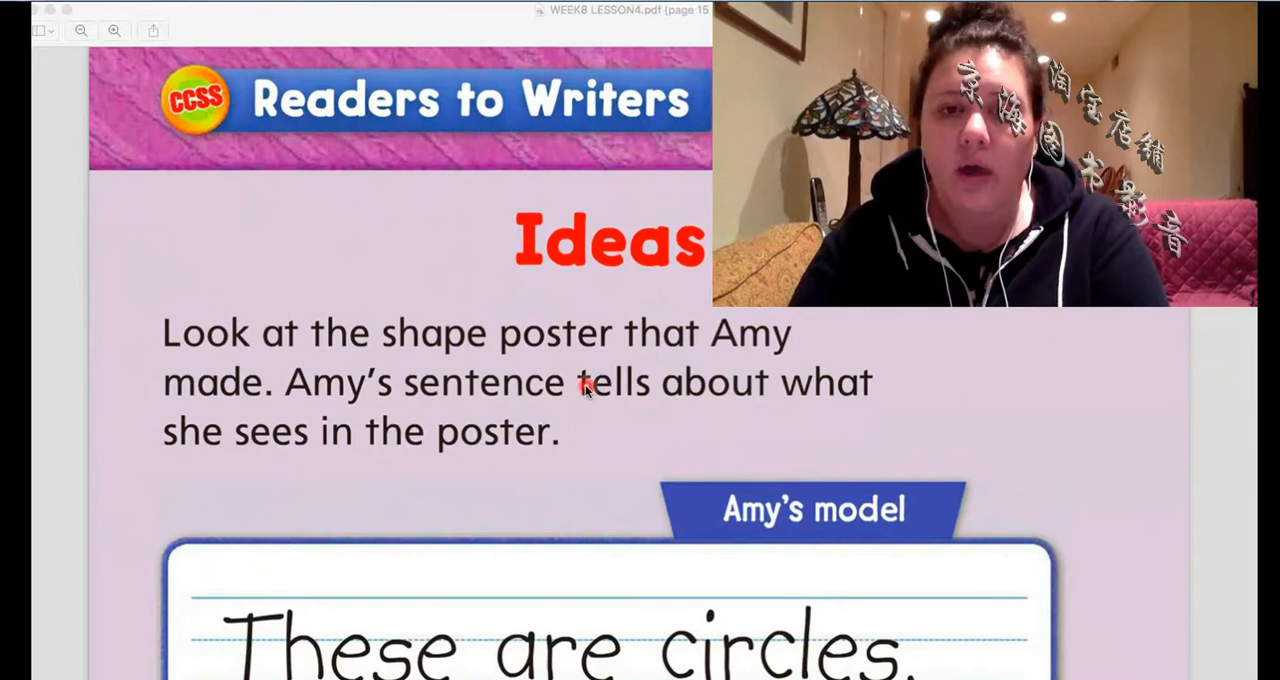 WEEK8 LESSON4.pdf (page 15
CCSS
Readers to Writers
Ideas
Look at the shape poster that Amy
made. Amy's sentence tells about what
she sees in the poster.
Amy's model
These are circles.
淘宝店铺
京海图书影音